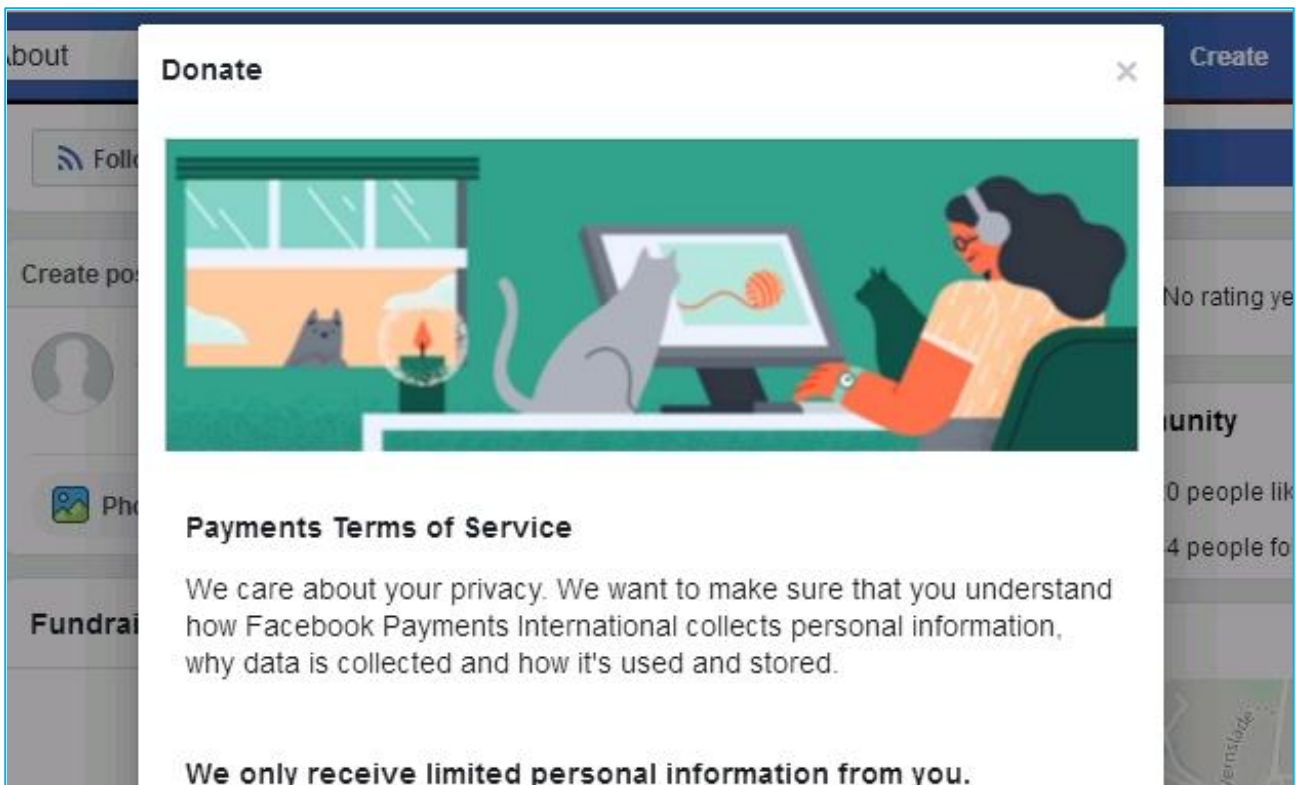 About
Donate
Create
Follo
Create pos
No rating ye
unity
0 people lik
Pho
4 people fo
Payments Terms of Service
We care about your privacy. We want to make sure that you understand
how Facebook Payments International collects personal information,
why data is collected and how it's used and stored.
Fundrai
We only receive limited personal information from you.
ernslade